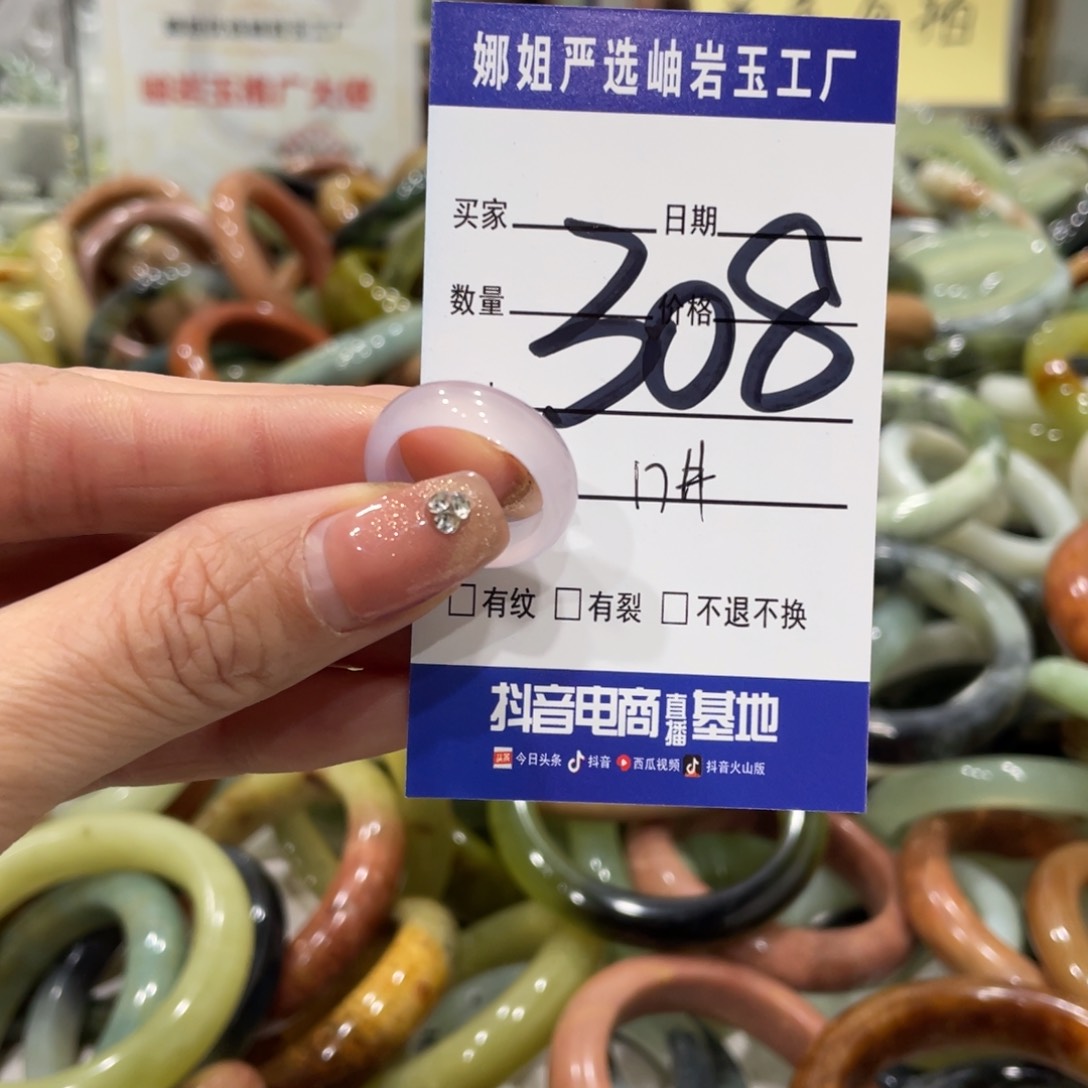 娜姐严选岫岩玉工厂
买家 日期
数量 价格
308
17#
□有纹 □有裂 □不退不换
抖音电商直播基地
今日头条 抖音 西瓜视频 抖音火山版